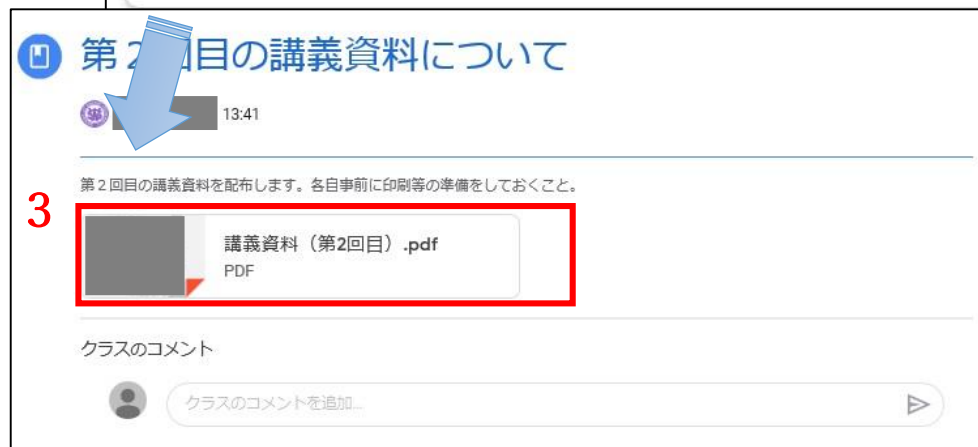 第2回目の講義資料について
13:41
第2回目の講義資料を配布します。各自事前に印刷等の準備をしておくこと。
3
講義資料（第2回目）.pdf
PDF
クラスのコメント
クラスのコメントを追加...